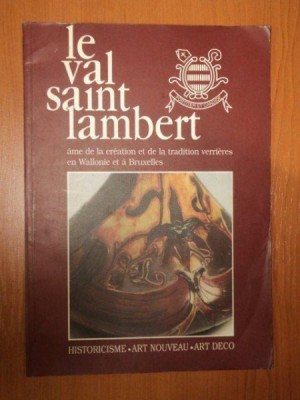 le
val
saint
lambert
âme de la création et de la tradition verrières
en Wallonie et à Bruxelles
HISTORICISME • ART NOUVEAU • ART DECO